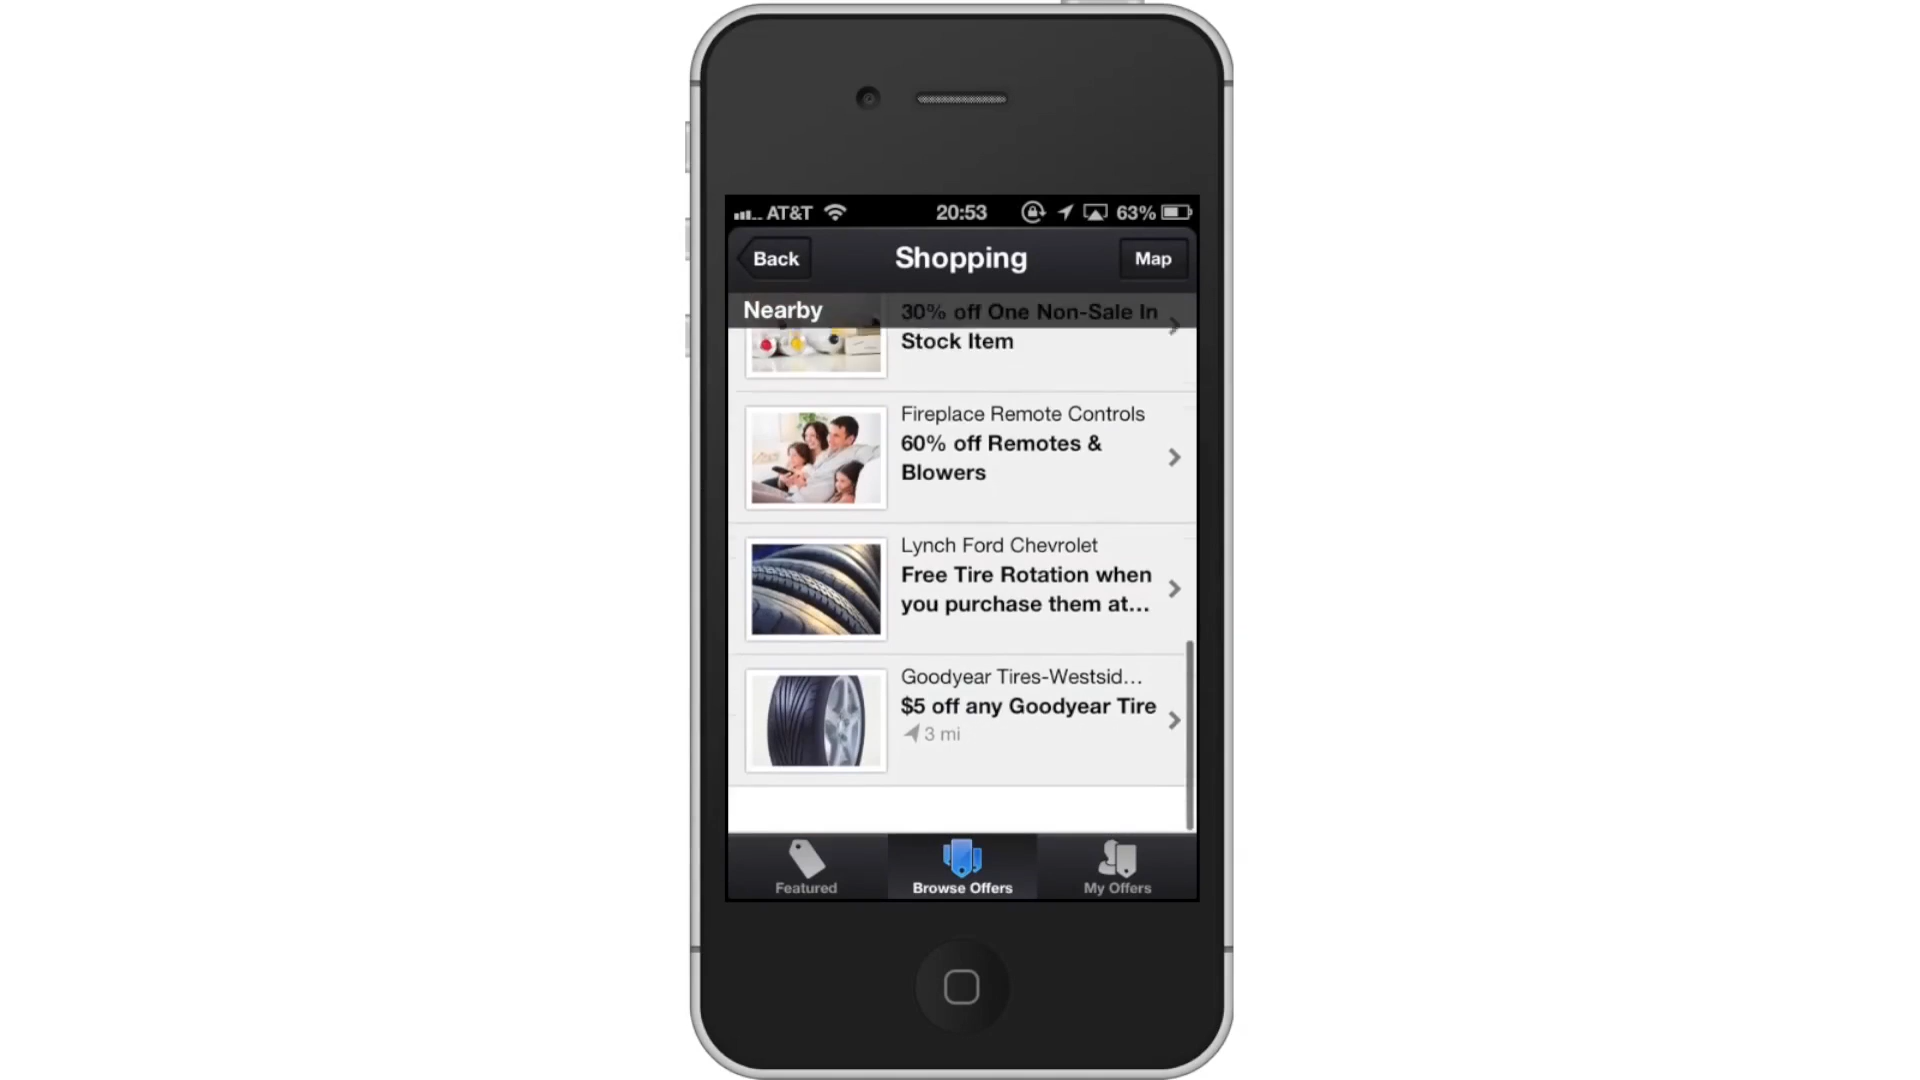 AT&T 20:53 63%
Back Shopping Map
Nearby
30% off One Non-Sale In
Stock Item
Fireplace Remote Controls
60% off Remotes &
Blowers
Lynch Ford Chevrolet
Free Tire Rotation when
you purchase them at...
Goodyear Tires-Westsid...
$5 off any Goodyear Tire
3 mi
Featured Browse Offers My Offers